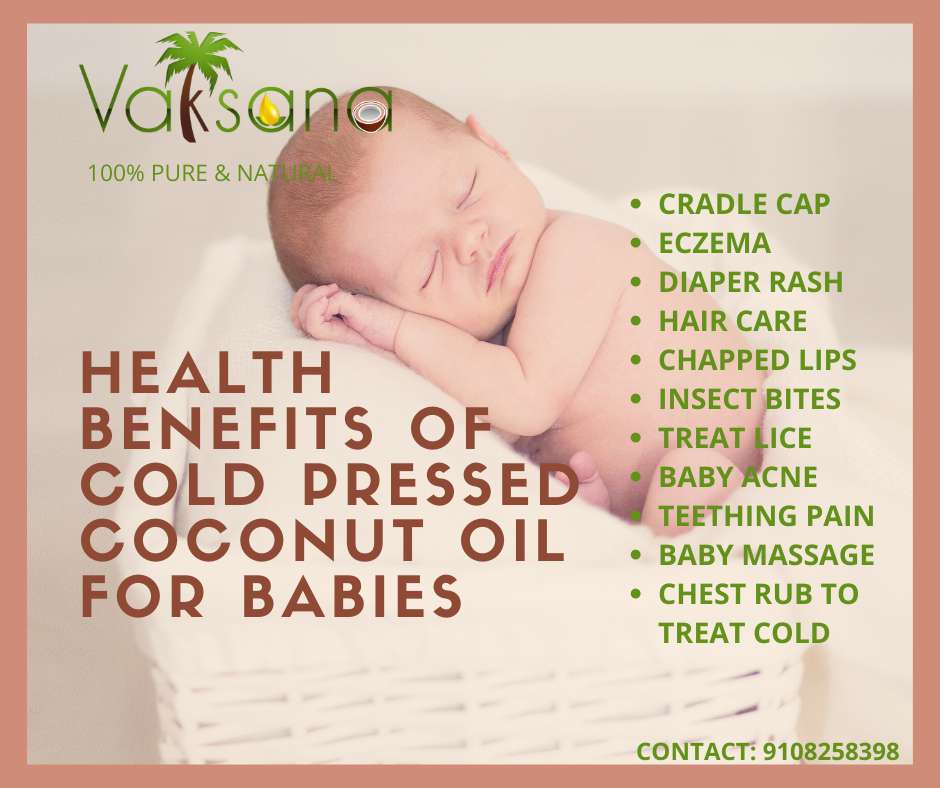 Vaksana
100% PURE & NATURAL
HEALTH
BENEFITS OF
COLD PRESSED
COCONUT OIL
FOR BABIES
• CRADLE CAP
• ECZEMA
• DIAPER RASH
• HAIR CARE
• CHAPPED LIPS
• INSECT BITES
• TREAT LICE
• BABY ACNE
• TEETHING PAIN
• BABY MASSAGE
• CHEST RUB TO
TREAT COLD
CONTACT: 9108258398